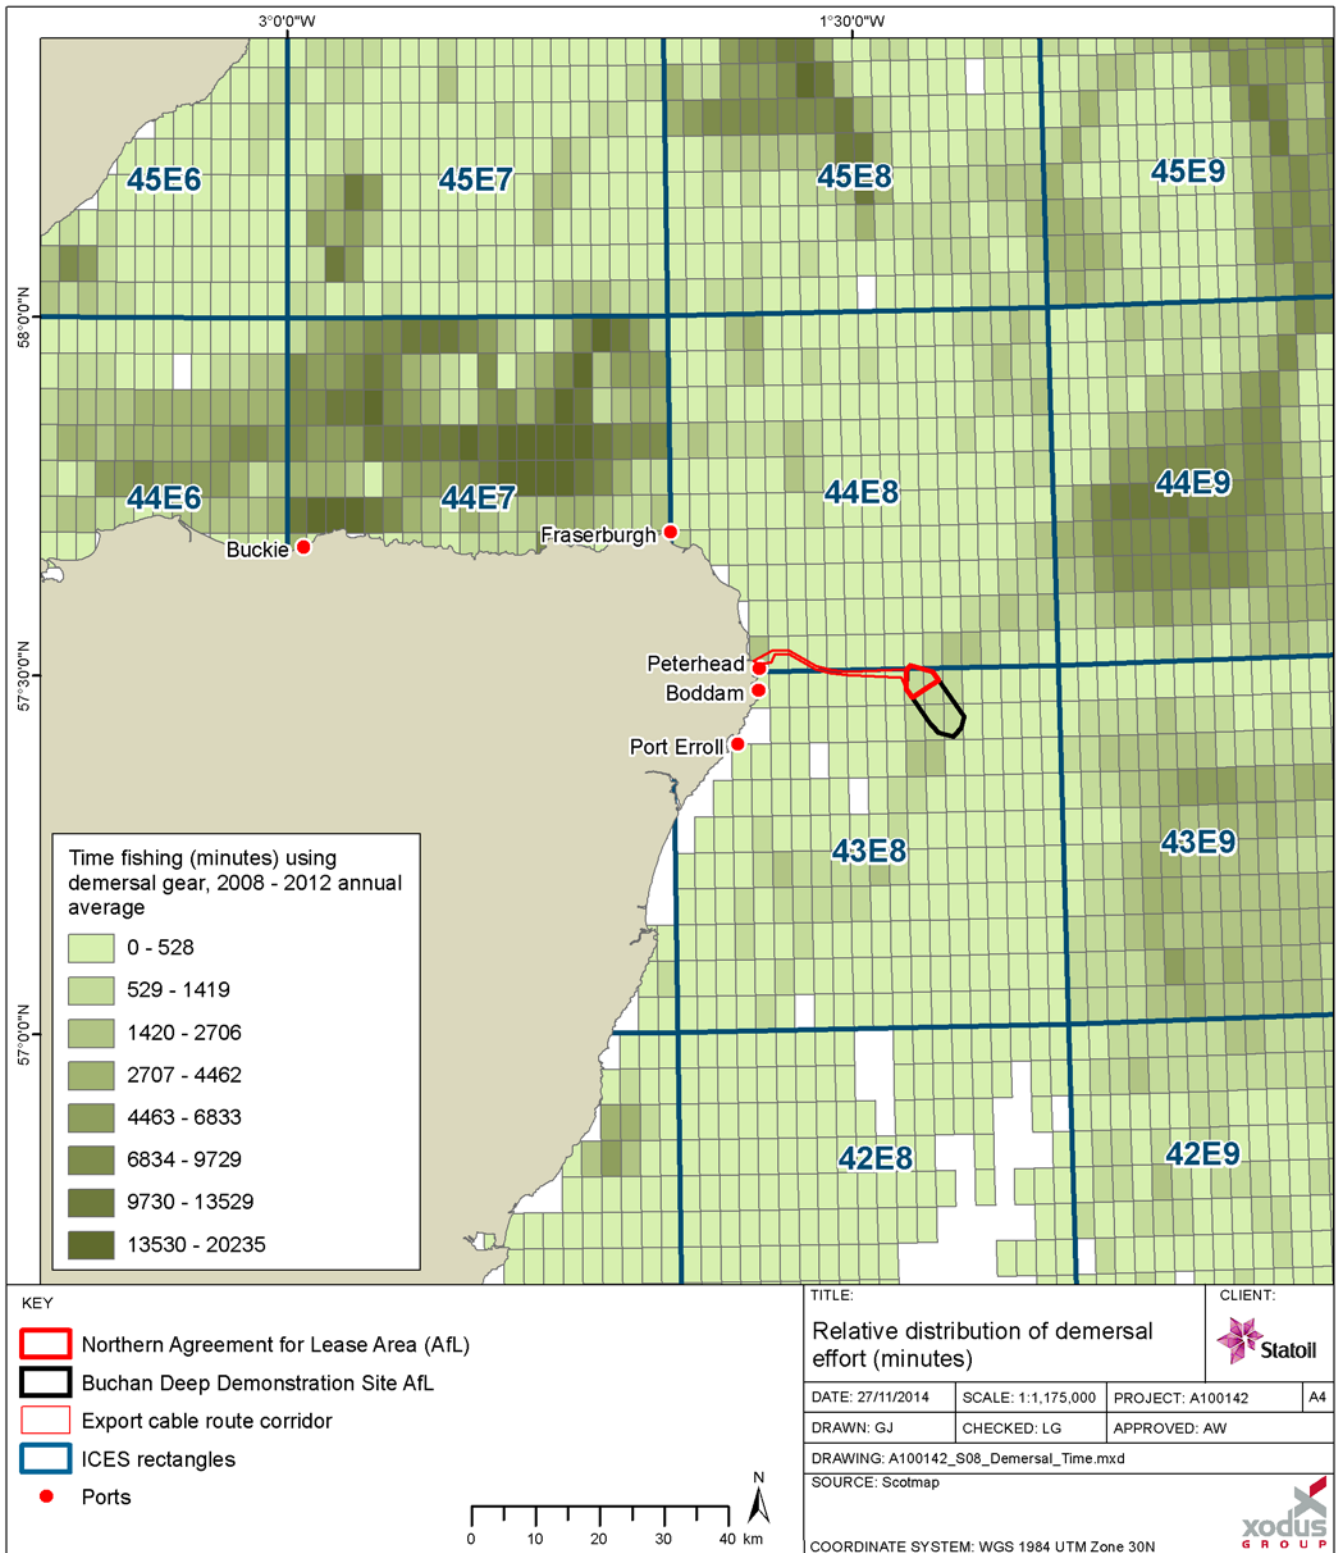 3°0'0"W
1°30'0"W
45E6
45E7
45E8
45E9
58°0'0"N
44E6
44E7
44E8
44E9
Fraserburgh
Buckie
57°30'0"N
Peterhead
Boddam
Port Erroll
43E8
43E9
Time fishing (minutes) using
demersal gear, 2008 - 2012 annual
average
0 - 528
529 - 1419
1420 - 2706
2707 - 4462
4463 - 6833
6834 - 9729
9730 - 13529
13530 - 20235
57°0'0"N
42E8
42E9
KEY
Northern Agreement for Lease Area (AfL)
Buchan Deep Demonstration Site AfL
Export cable route corridor
ICES rectangles
Ports
N
0 10 20 30 40 km
TITLE:
Relative distribution of demersal
effort (minutes)
CLIENT:
Statoil
DATE: 27/11/2014
SCALE: 1:1,175,000
PROJECT: A100142
A4
DRAWN: GJ
CHECKED: LG
APPROVED: AW
DRAWING: A100142_S08_Demersal_Time.mxd
SOURCE: Scotmap
COORDINATE SYSTEM: WGS 1984 UTM Zone 30N
xodus
GROUP